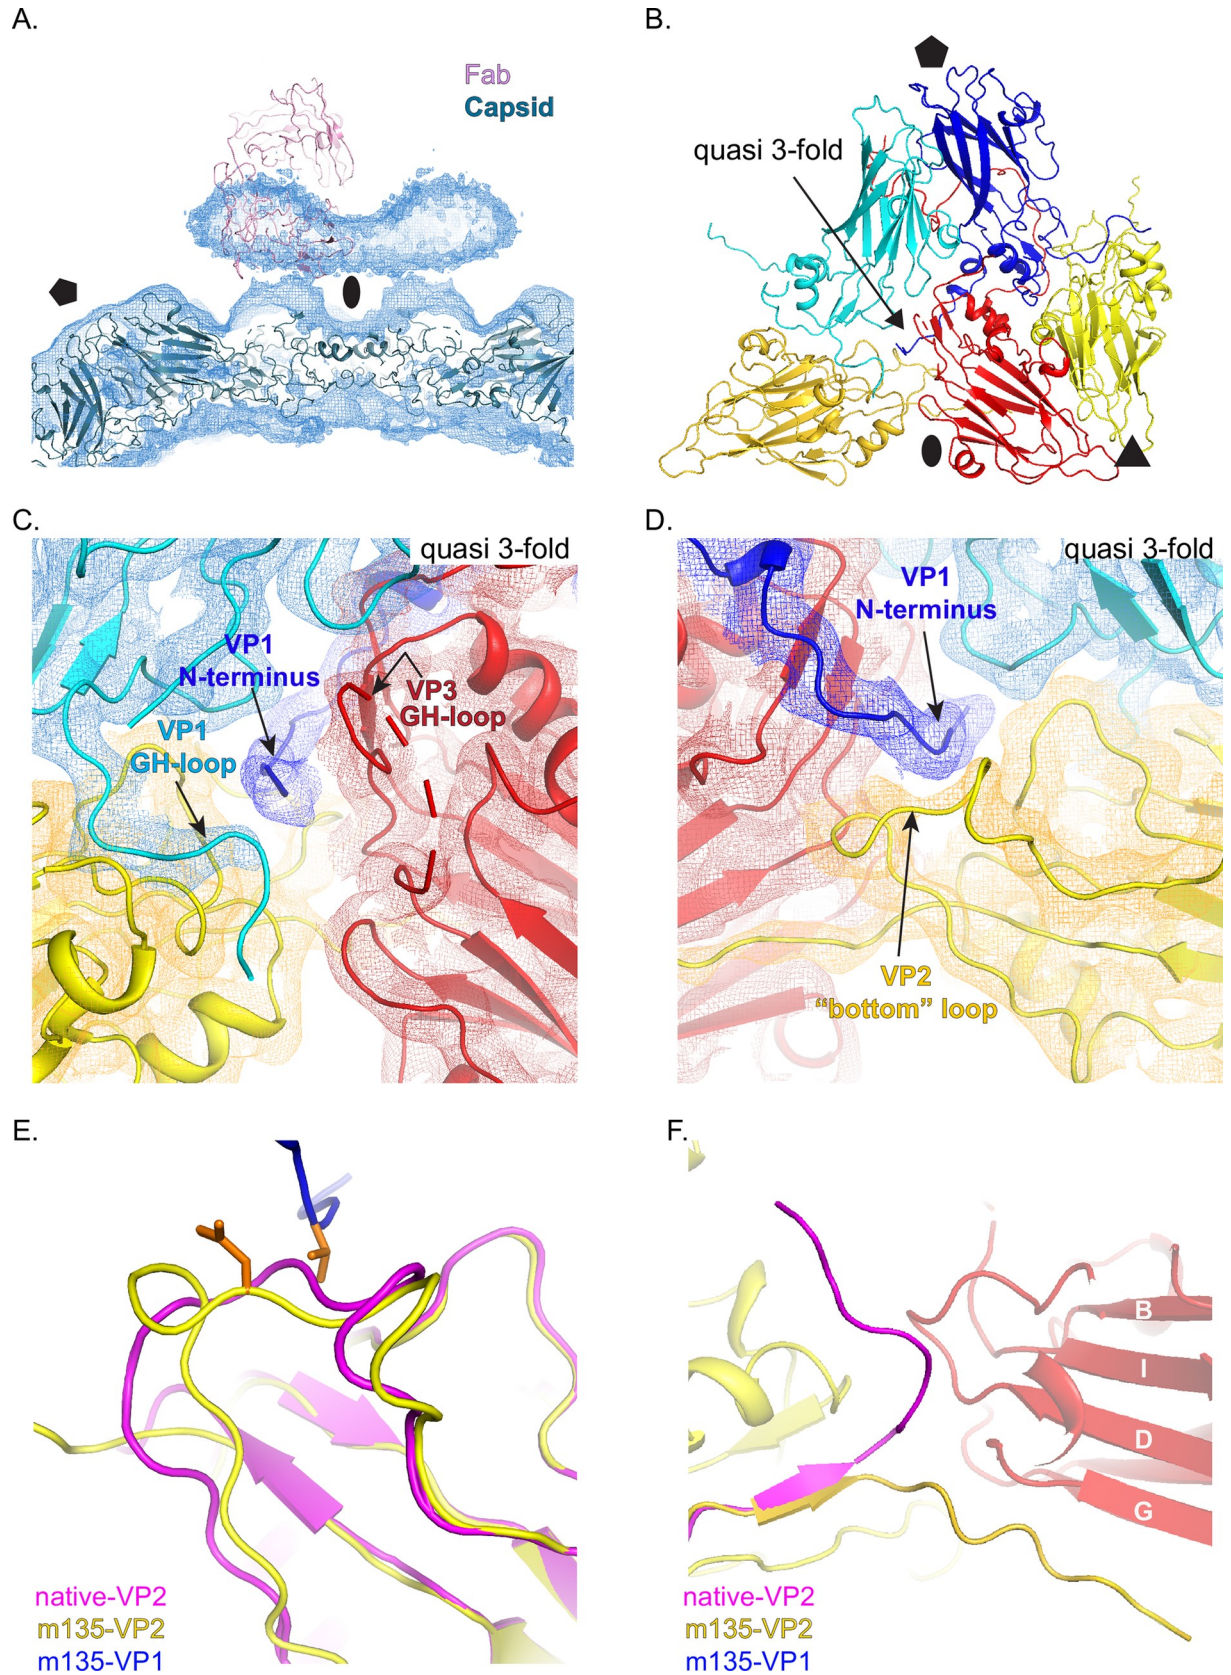 A.
Fab
Capsid
B.
quasi 3-fold
C.
quasi 3-fold
VP1
N-terminus
VP1
GH-loop
VP3
GH-loop
D.
quasi 3-fold
VP1
N-terminus
VP2
“bottom” loop
E.
native-VP2
m135-VP2
m135-VP1
F.
B
I
D
G
native-VP2
m135-VP2
m135-VP1